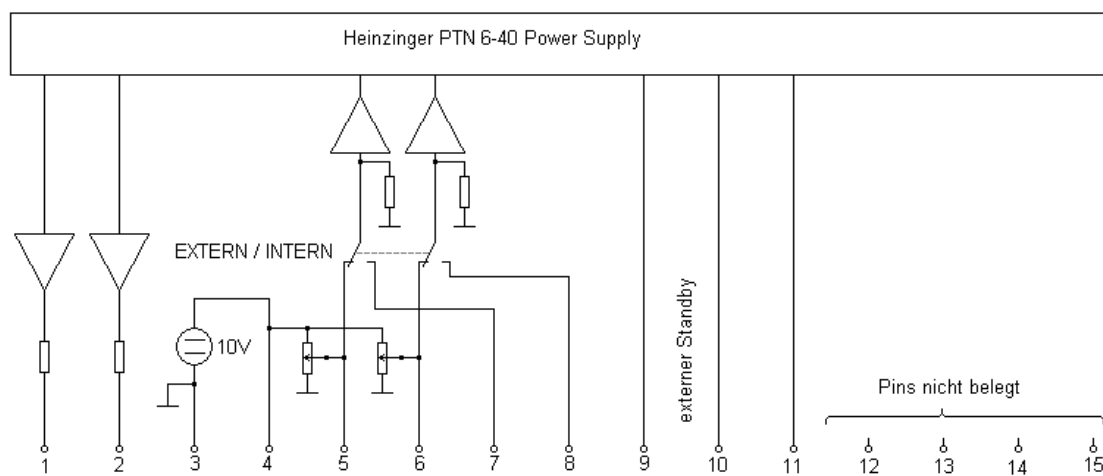 Heinzinger PTN 6-40 Power Supply
EXTERN / INTERN
10V
externer Standby
Pins nicht belegt
1 2 3 4 5 6 7 8 9 10 11 12 13 14 15